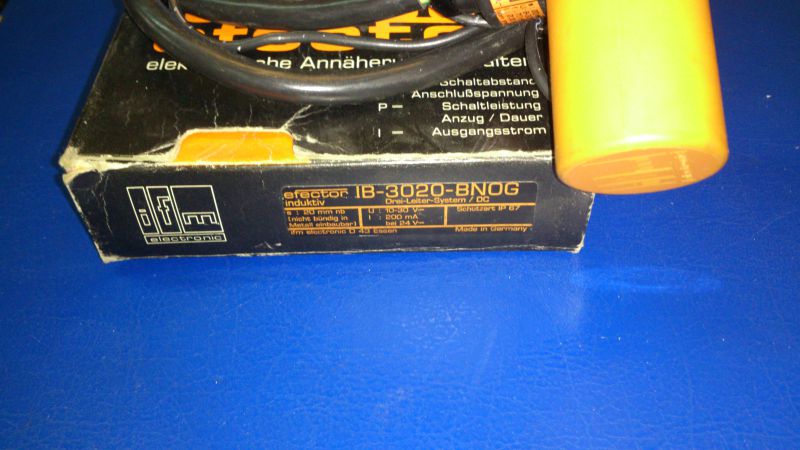 Schaltabstand
Anschlußspannung
P – Schaltleistung
Anzug / Dauer
I – Ausgangsstrom
ifm
electronic
efector IB-3020-BNOG
induktiv Drei-Leiter-System / DC
s : 20 mm nb U : 10-30 V Schutzart IP 67
[nicht bündig in I : 200 mA
Metall einbaubar] bei 24V
ifm electronic D 43 Essen Made in Germany